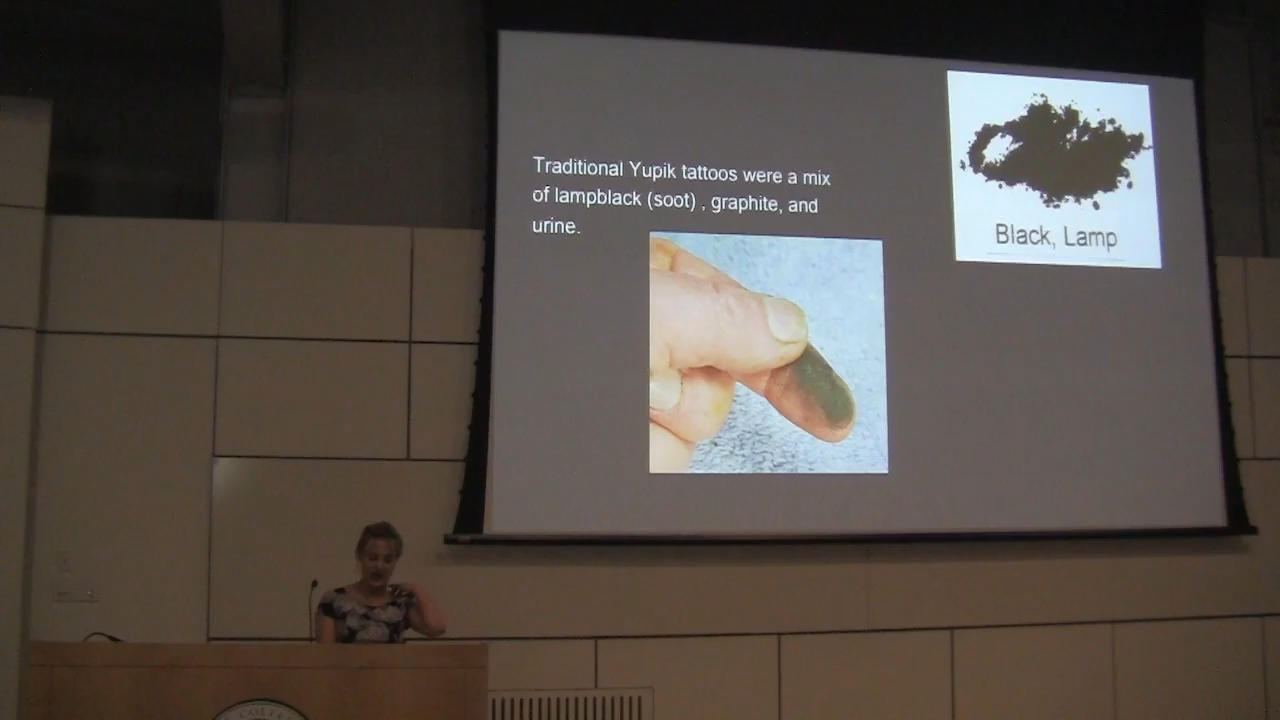 Traditional Yupik tattoos were a mix
of lampblack (soot) , graphite, and
urine.
Black, Lamp